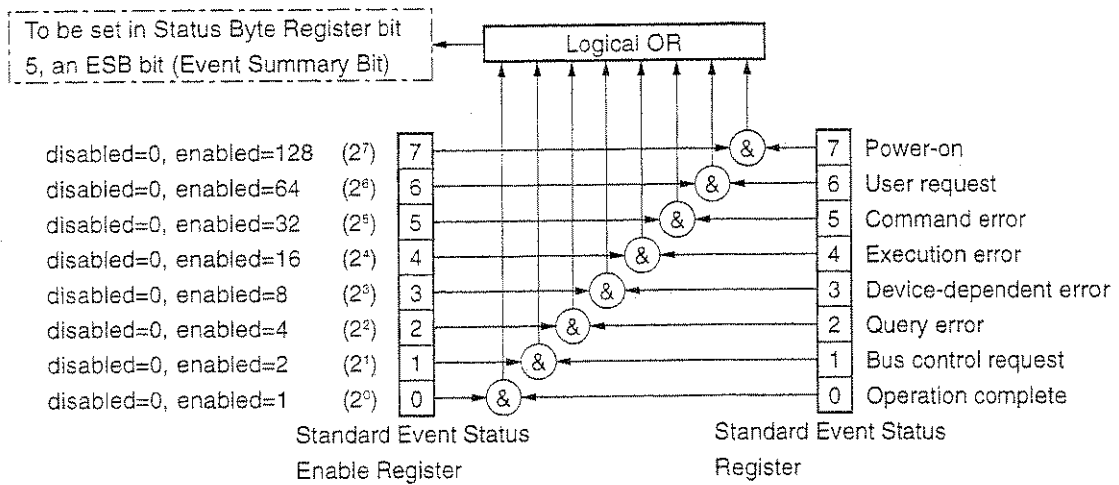 To be set in Status Byte Register bit
5, an ESB bit (Event Summary Bit)
Logical OR
disabled=0, enabled=128 (2⁷) 7 & 7 Power-on
disabled=0, enabled=64 (2⁶) 6 & 6 User request
disabled=0, enabled=32 (2⁵) 5 & 5 Command error
disabled=0, enabled=16 (2⁴) 4 & 4 Execution error
disabled=0, enabled=8 (2³) 3 & 3 Device-dependent error
disabled=0, enabled=4 (2²) 2 & 2 Query error
disabled=0, enabled=2 (2¹) 1 & 1 Bus control request
disabled=0, enabled=1 (2⁰) 0 & 0 Operation complete
Standard Event Status
Enable Register
Standard Event Status
Register